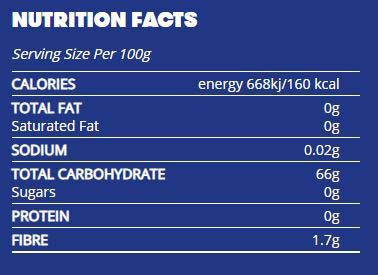 NUTRITION FACTS
Serving Size Per 100g
CALORIES energy 668kj/160 kcal
TOTAL FAT 0g
Saturated Fat 0g
SODIUM 0.02g
TOTAL CARBOHYDRATE 66g
Sugars 0g
PROTEIN 0g
FIBRE 1.7g